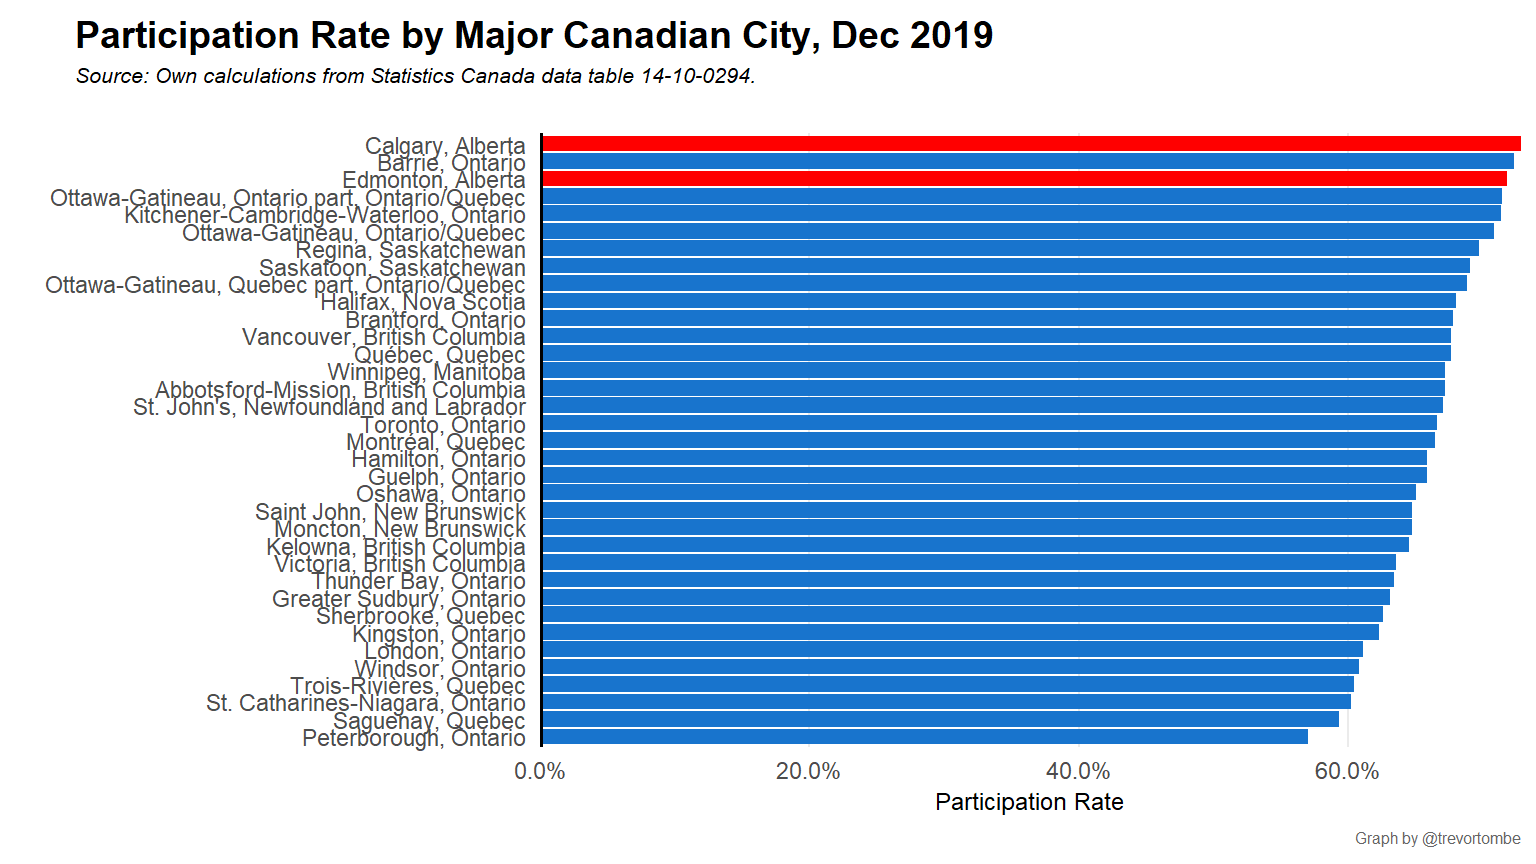 Participation Rate by Major Canadian City, Dec 2019
Source: Own calculations from Statistics Canada data table 14-10-0294.
Calgary, Alberta
Barrie, Ontario
Edmonton, Alberta
Ottawa-Gatineau, Ontario part, Ontario/Quebec
Kitchener-Cambridge-Waterloo, Ontario
Ottawa-Gatineau, Ontario/Quebec
Regina, Saskatchewan
Saskatoon, Saskatchewan
Ottawa-Gatineau, Quebec part, Ontario/Quebec
Halifax, Nova Scotia
Brantford, Ontario
Vancouver, British Columbia
Québec, Quebec
Winnipeg, Manitoba
Abbotsford-Mission, British Columbia
St. John's, Newfoundland and Labrador
Toronto, Ontario
Montréal, Quebec
Hamilton, Ontario
Guelph, Ontario
Oshawa, Ontario
Saint John, New Brunswick
Moncton, New Brunswick
Kelowna, British Columbia
Victoria, British Columbia
Thunder Bay, Ontario
Greater Sudbury, Ontario
Sherbrooke, Quebec
Kingston, Ontario
London, Ontario
Windsor, Ontario
Trois-Rivières, Quebec
St. Catharines-Niagara, Ontario
Saguenay, Quebec
Peterborough, Ontario
0.0% 20.0% 40.0% 60.0%
Participation Rate
Graph by @trevortombe